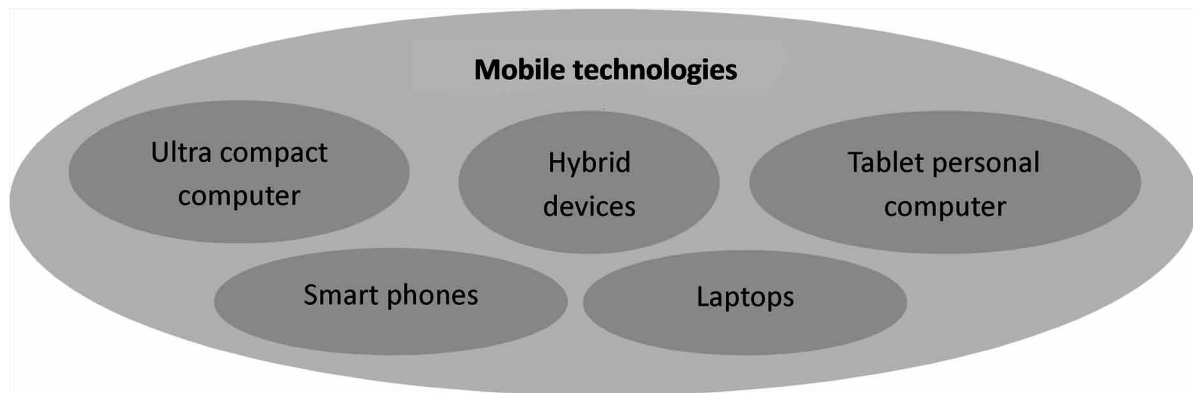 Mobile technologies
Ultra compact
computer
Hybrid
devices
Tablet personal
computer
Smart phones
Laptops